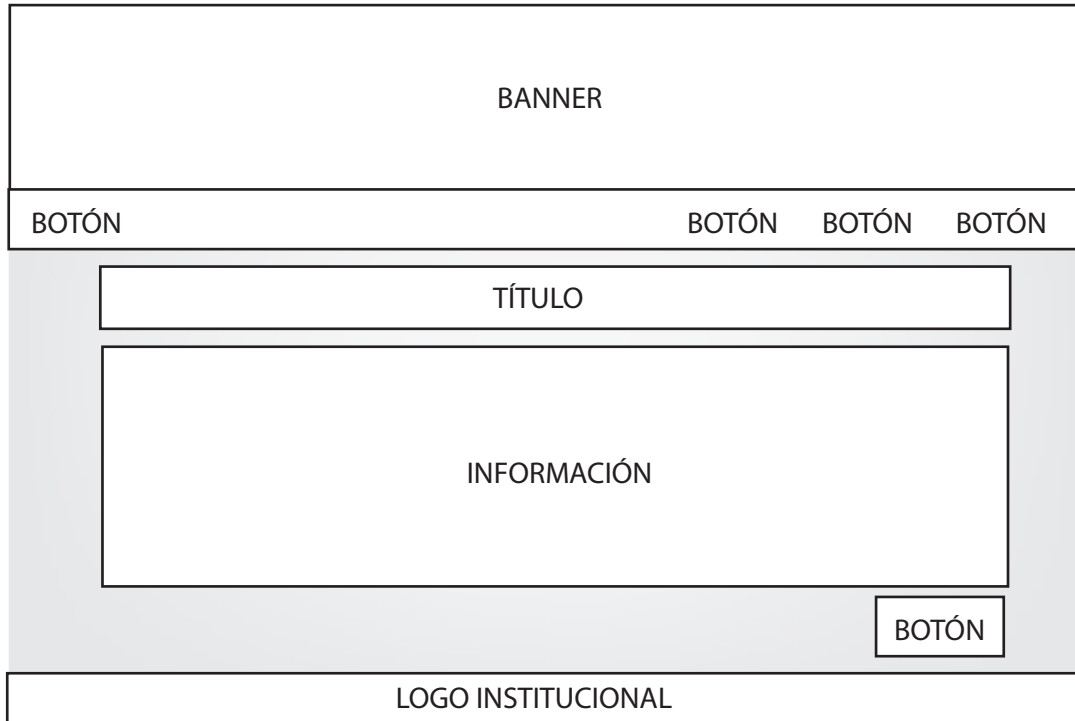 BANNER
BOTÓN BOTÓN BOTÓN BOTÓN
TÍTULO
INFORMACIÓN
BOTÓN
LOGO INSTITUCIONAL